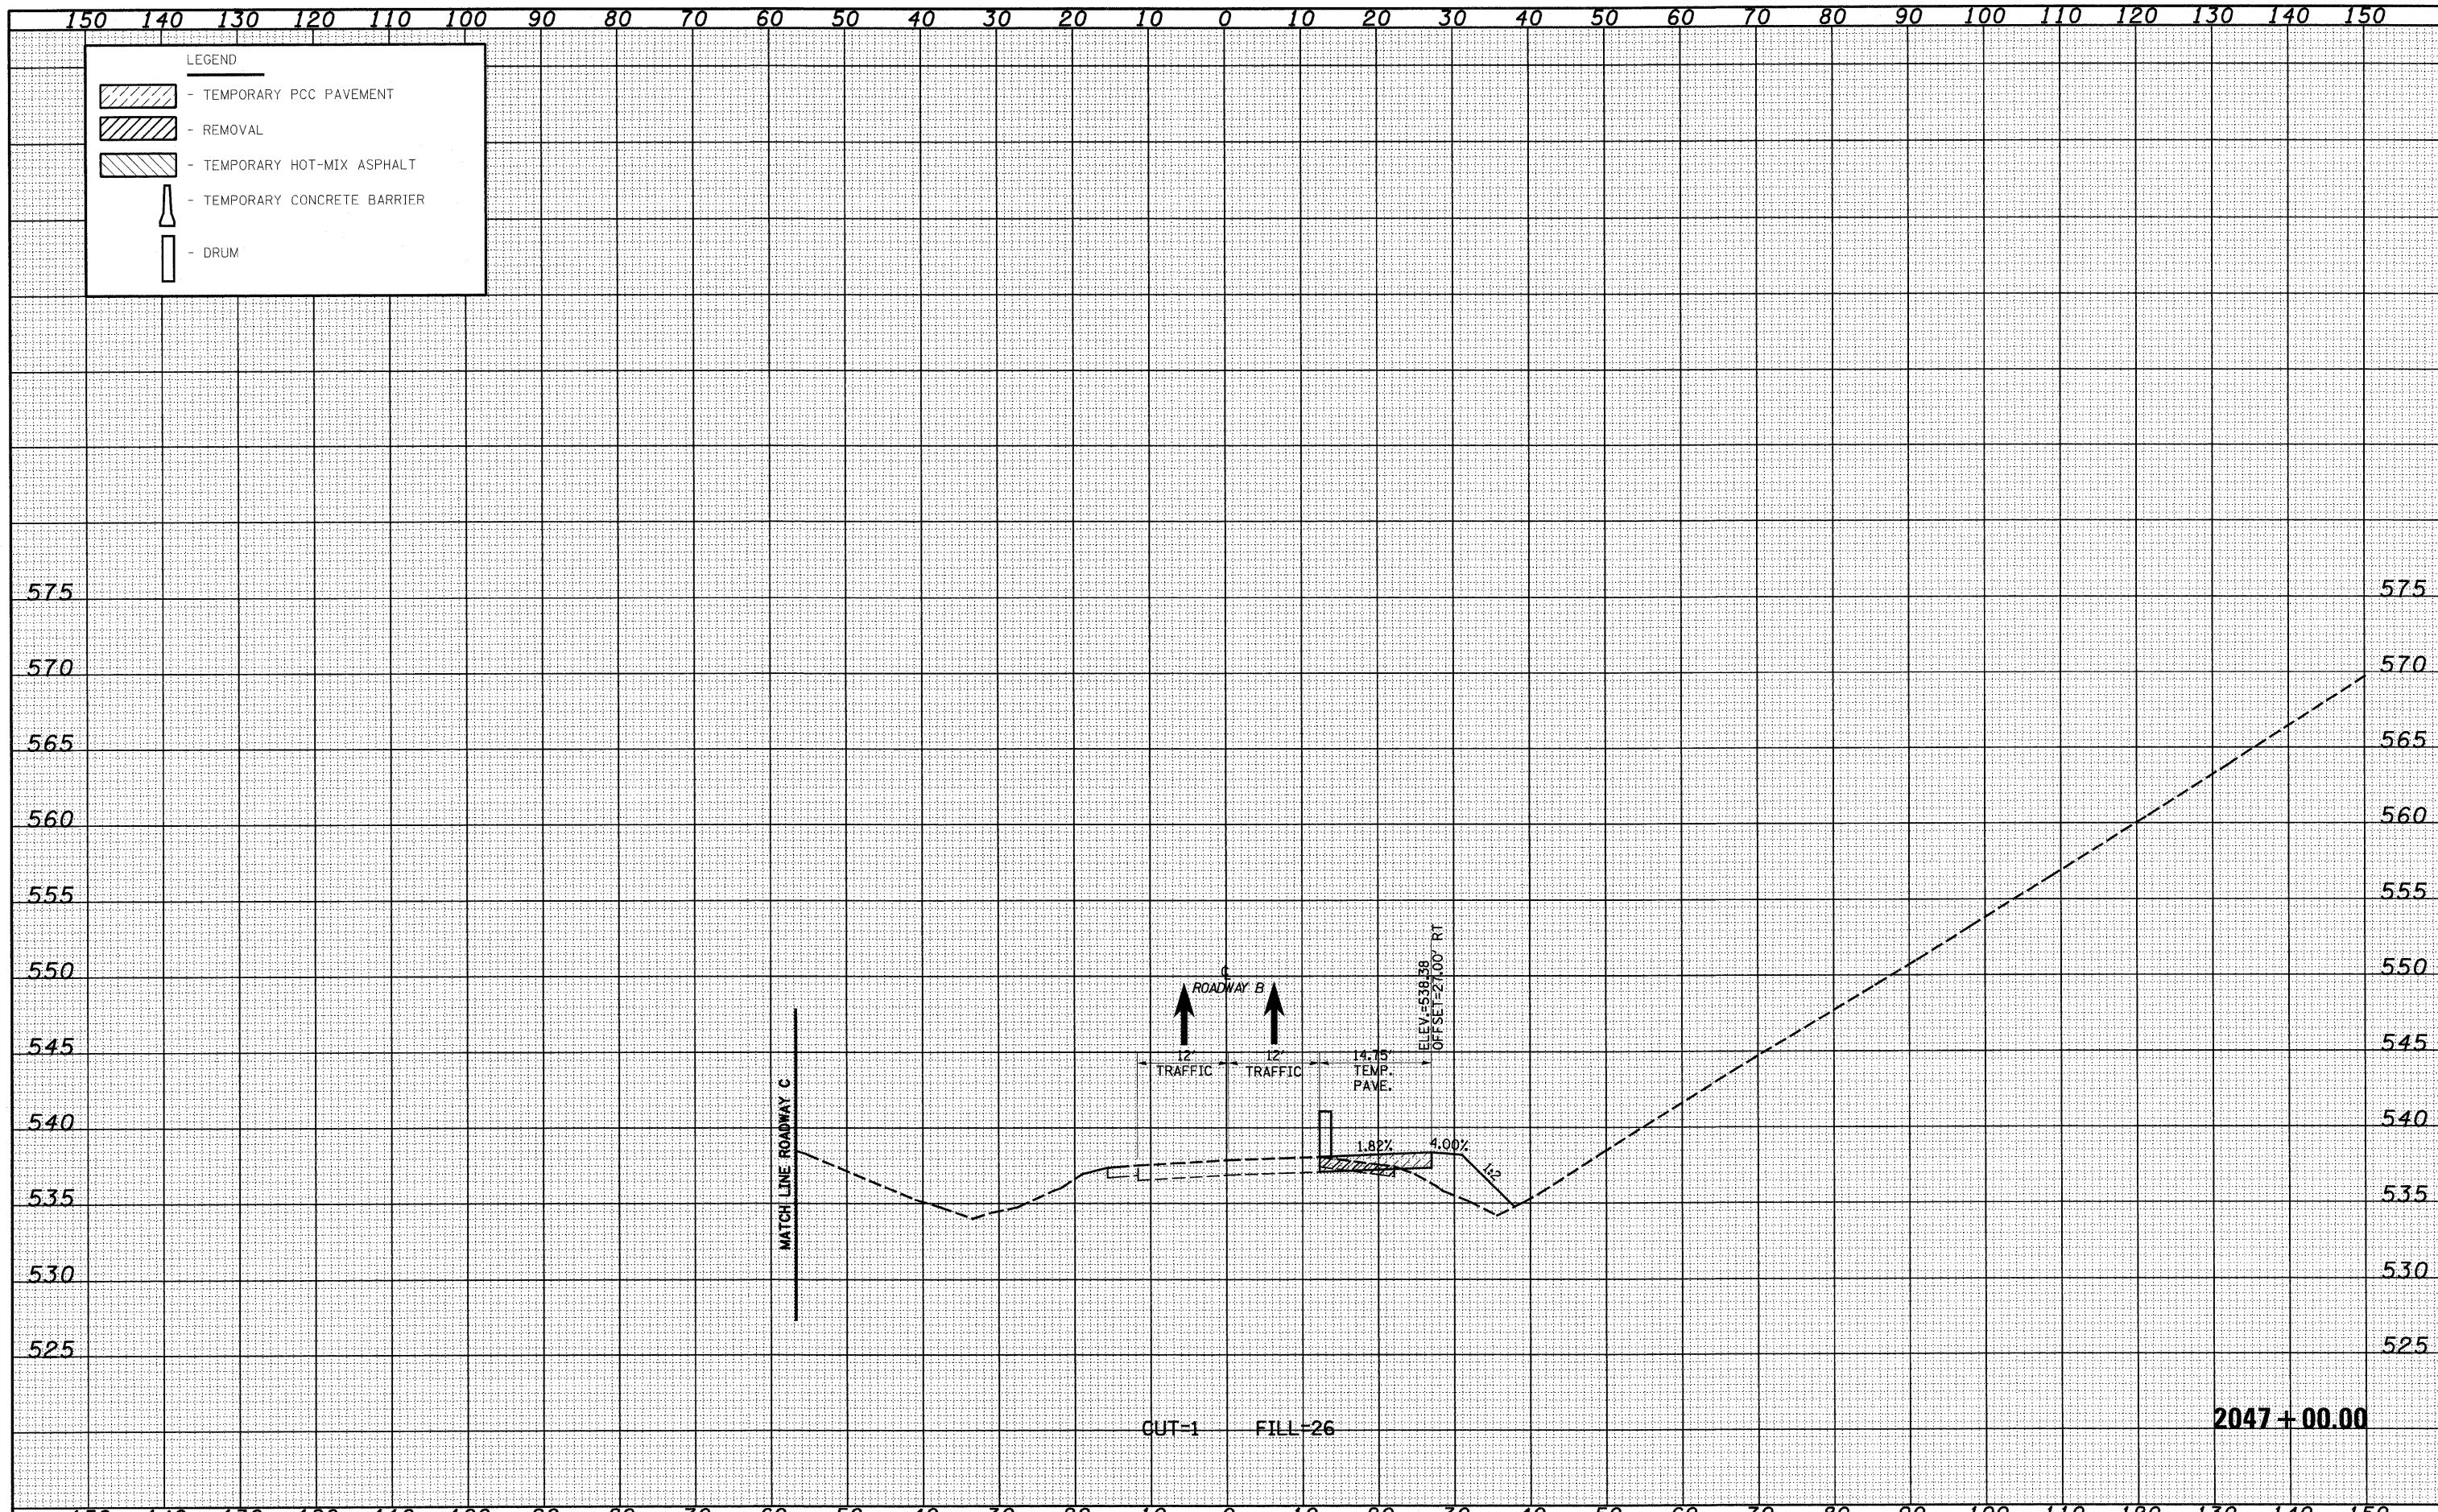 150 140 130 120 110 100 90 80 70 60 50 40 30 20 10 0 10 20 30 40 50 60 70 80 90 100 110 120 130 140 150
LEGEND
- TEMPORARY PCC PAVEMENT
- REMOVAL
- TEMPORARY HOT-MIX ASPHALT
- TEMPORARY CONCRETE BARRIER
- DRUM
575 575
570 570
565 565
560 560
555 555
550 550
545 545
540 540
535 535
530 530
525 525
℄
ROADWAY B
ELEV.=538.38
OFFSET=27.00' RT
12' 12' 14.75'
TRAFFIC TRAFFIC TEMP.
PAVE.
MATCH LINE ROADWAY C
1.82% 4.00%
1:2
CUT=1 FILL=26
2047+00.00